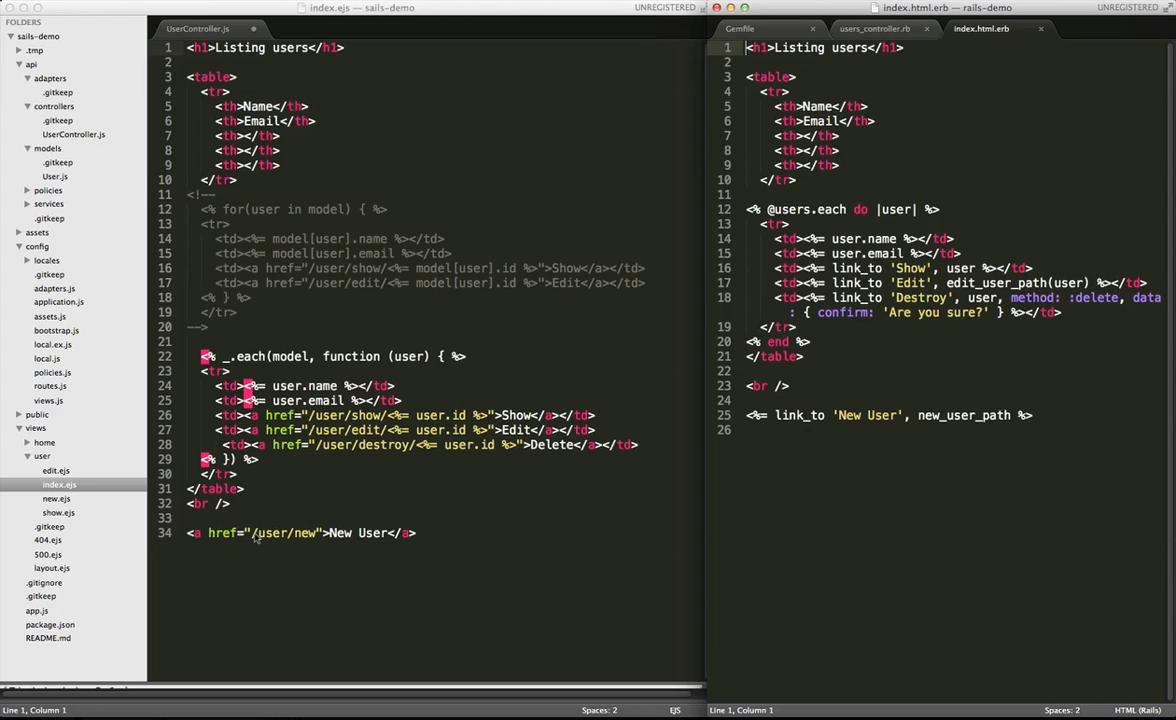 index.ejs — sails-demo
UNREGISTERED
FOLDERS
sails-demo
.tmp
api
adapters
.gitkeep
controllers
.gitkeep
UserController.js
models
.gitkeep
User.js
policies
services
.gitkeep
assets
config
locales
.gitkeep
adapters.js
application.js
assets.js
bootstrap.js
local.ex.js
local.js
policies.js
routes.js
views.js
public
views
home
user
edit.ejs
index.ejs
new.ejs
show.ejs
.gitkeep
404.ejs
500.ejs
layout.ejs
.gitignore
.gitkeep
app.js
package.json
README.md
UserController.js
1 <h1>Listing users</h1>
2
3 <table>
4 <tr>
5 <th>Name</th>
6 <th>Email</th>
7 <th></th>
8 <th></th>
9 <th></th>
10 </tr>
11 <!--
12 <% for(user in model) { %>
13 <tr>
14 <td><%= model[user].name %></td>
15 <td><%= model[user].email %></td>
16 <td><a href="/user/show/<%= model[user].id %>">Show</a></td>
17 <td><a href="/user/edit/<%= model[user].id %>">Edit</a></td>
18 <% } %>
19 </tr>
20 -->
21
22 <% _.each(model, function (user) { %>
23 <tr>
24 <td><%= user.name %></td>
25 <td><%= user.email %></td>
26 <td><a href="/user/show/<%= user.id %>">Show</a></td>
27 <td><a href="/user/edit/<%= user.id %>">Edit</a></td>
28 <td><a href="/user/destroy/<%= user.id %>">Delete</a></td>
29 <% }) %>
30 </tr>
31 </table>
32 <br />
33
34 <a href="/user/new">New User</a>
Line 1, Column 1
Spaces: 2
EJS
index.html.erb — rails-demo
UNREGISTERED
Gemfile
users_controller.rb
index.html.erb
1 <h1>Listing users</h1>
2
3 <table>
4 <tr>
5 <th>Name</th>
6 <th>Email</th>
7 <th></th>
8 <th></th>
9 <th></th>
10 </tr>
11
12 <% @users.each do |user| %>
13 <tr>
14 <td><%= user.name %></td>
15 <td><%= user.email %></td>
16 <td><%= link_to 'Show', user %></td>
17 <td><%= link_to 'Edit', edit_user_path(user) %></td>
18 <td><%= link_to 'Destroy', user, method: :delete, data
: { confirm: 'Are you sure?' } %></td>
19 </tr>
20 <% end %>
21 </table>
22
23 <br />
24
25 <%= link_to 'New User', new_user_path %>
26
Line 1, Column 1
Spaces: 2
HTML (Rails)